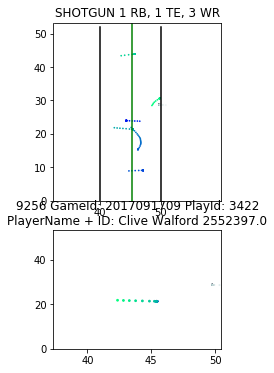 SHOTGUN 1 RB, 1 TE, 3 WR
50
40
30
20
10
0
40 50
9256 GameId: 2017091709 PlayId: 3422
PlayerName + ID: Clive Walford 2552397.0
40
20
0
40 45 50